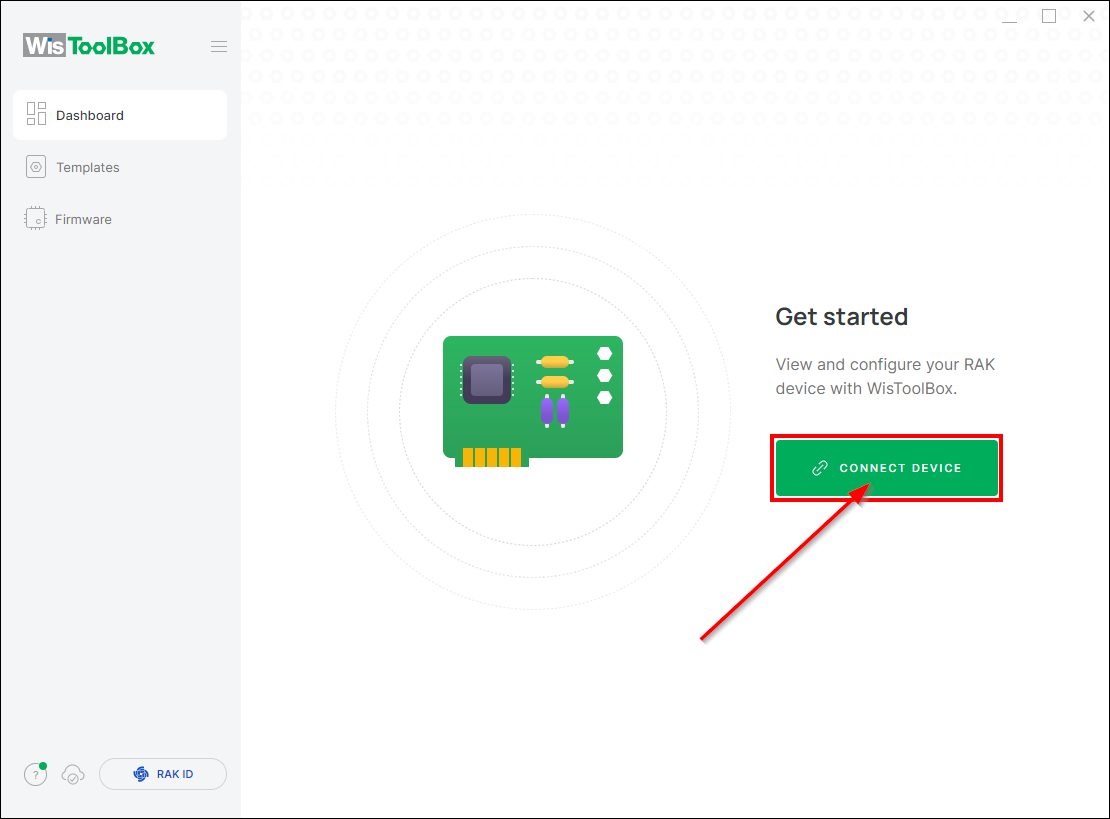 WisToolBox
Dashboard
Templates
Firmware
Get started
View and configure your RAK
device with WisToolBox.
CONNECT DEVICE
?
RAK ID
C